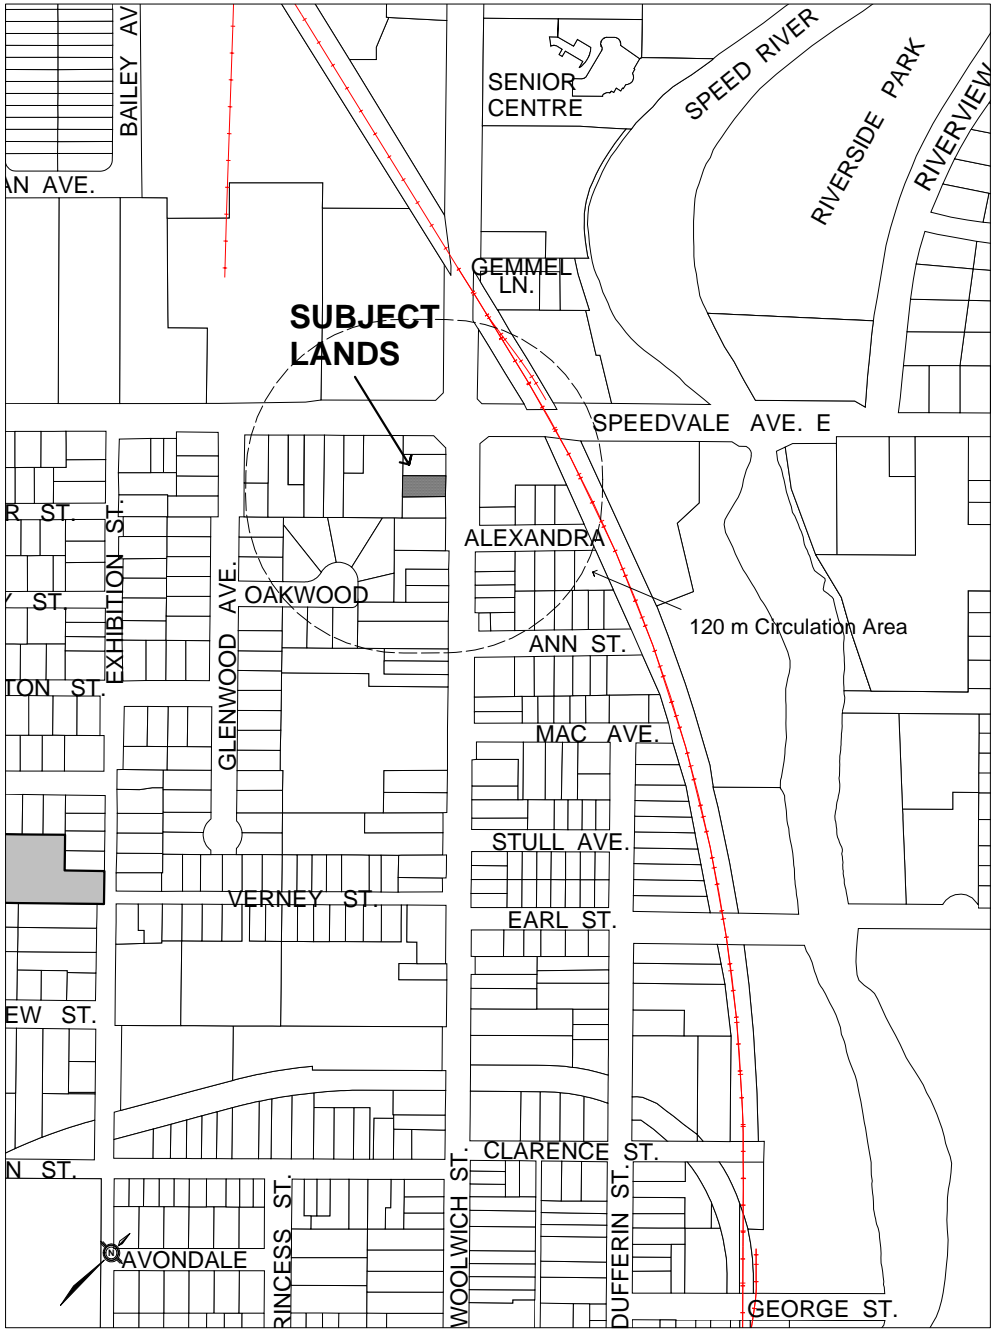 BAILEY AV
SENIOR
CENTRE
SPEED RIVER
RIVERSIDE PARK
RIVERVIEW
AN AVE.
GEMMEL
LN.
SUBJECT
LANDS
SPEEDVALE AVE. E
R ST.
EXHIBITION ST.
ALEXANDRA
GLENWOOD AVE.
OAKWOOD
Y ST.
120 m Circulation Area
ANN ST.
TON ST.
MAC AVE.
STULL AVE.
VERNEY ST.
EARL ST.
EW ST.
CLARENCE ST.
N ST.
WOOLWICH ST.
DUFFERIN ST.
RINCESS ST.
N
AVONDALE
GEORGE ST.